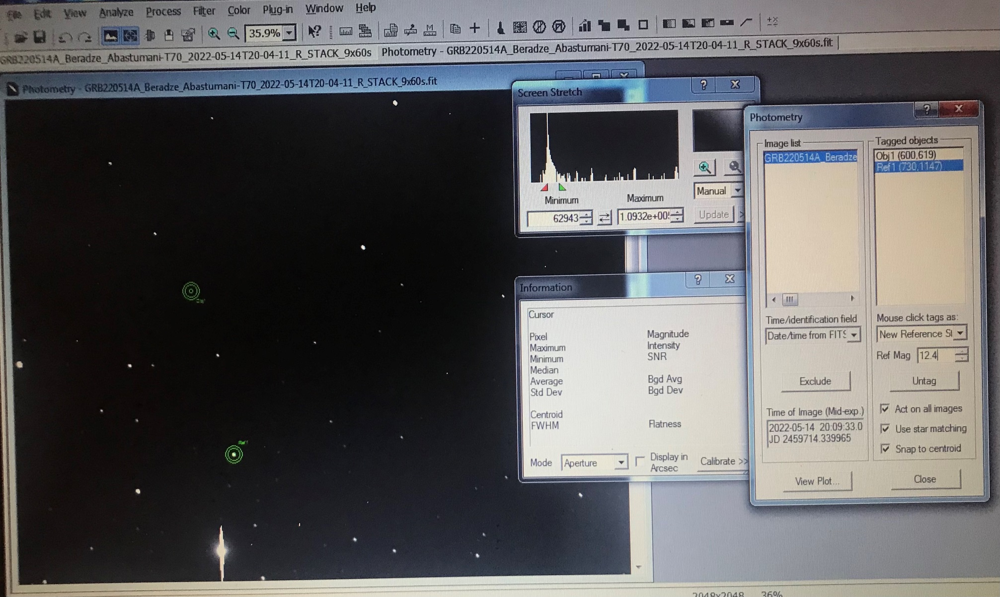 File Edit View Analyze Process Filter Color Plug-in Window Help
35.9%
GRB220514A_Beradze_Abastumani-T70_2022-05-14T20-04-11_R_STACK_9x60s
Photometry - GRB220514A_Beradze_Abastumani-T70_2022-05-14T20-04-11_R_STACK_9x60s.fit
Photometry - GRB220514A_Beradze_Abastumani-T70_2022-05-14T20-04-11_R_STACK_9x60s.fit
Ref1
Screen Stretch
Minimum
Maximum
62943
1.0932e+00
Manual
Update
Information
Cursor
Pixel
Magnitude
Maximum
Intensity
Minimum
SNR
Median
Average
Bgd Avg
Std Dev
Bgd Dev
Centroid
FWHM
Flatness
Mode
Aperture
Display in
Arcsec
Calibrate >>
Photometry
Image list
GRB220514A_Beradze
Time/identification field
Date/time from FITS
Exclude
Time of Image (Mid-exp.)
2022-05-14 20:09:33.0
JD 2459714.339965
View Plot...
Tagged objects
Obj1 (600,619)
Ref1 (730,1147)
Mouse click tags as:
New Reference St
Ref Mag
12.4
Untag
Act on all images
Use star matching
Snap to centroid
Close
2048x2048 36%